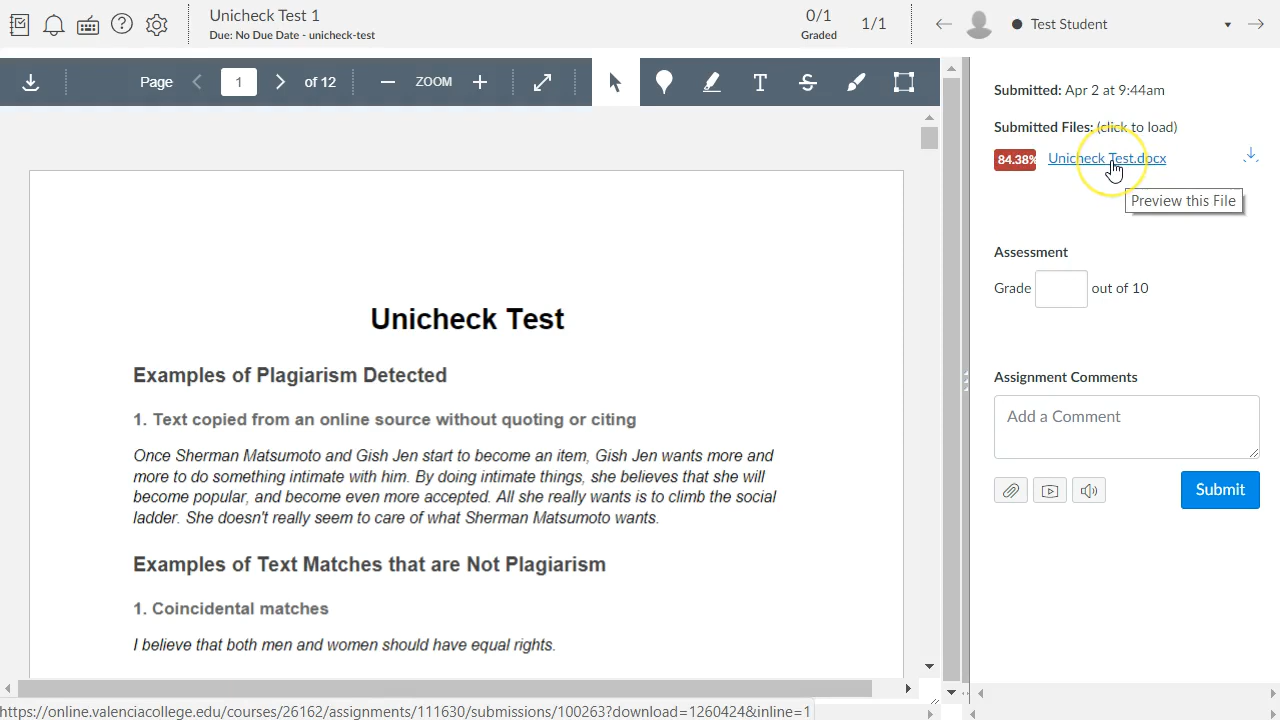 Unicheck Test 1
Due: No Due Date - unicheck-test
0/1
Graded
1/1
Test Student
Page
1
of 12
ZOOM
T
Submitted: Apr 2 at 9:44am
Submitted Files: (click to load)
84.38%
Unicheck Test.docx
Preview this File
Assessment
Grade
out of 10
Assignment Comments
Add a Comment
Submit
Unicheck Test
Examples of Plagiarism Detected
1. Text copied from an online source without quoting or citing
Once Sherman Matsumoto and Gish Jen start to become an item, Gish Jen wants more and
more to do something intimate with him. By doing intimate things, she believes that she will
become popular, and become even more accepted. All she really wants is to climb the social
ladder. She doesn't really seem to care of what Sherman Matsumoto wants.
Examples of Text Matches that are Not Plagiarism
1. Coincidental matches
I believe that both men and women should have equal rights.
https://online.valenciacollege.edu/courses/26162/assignments/111630/submissions/100263?download=1260424&inline=1